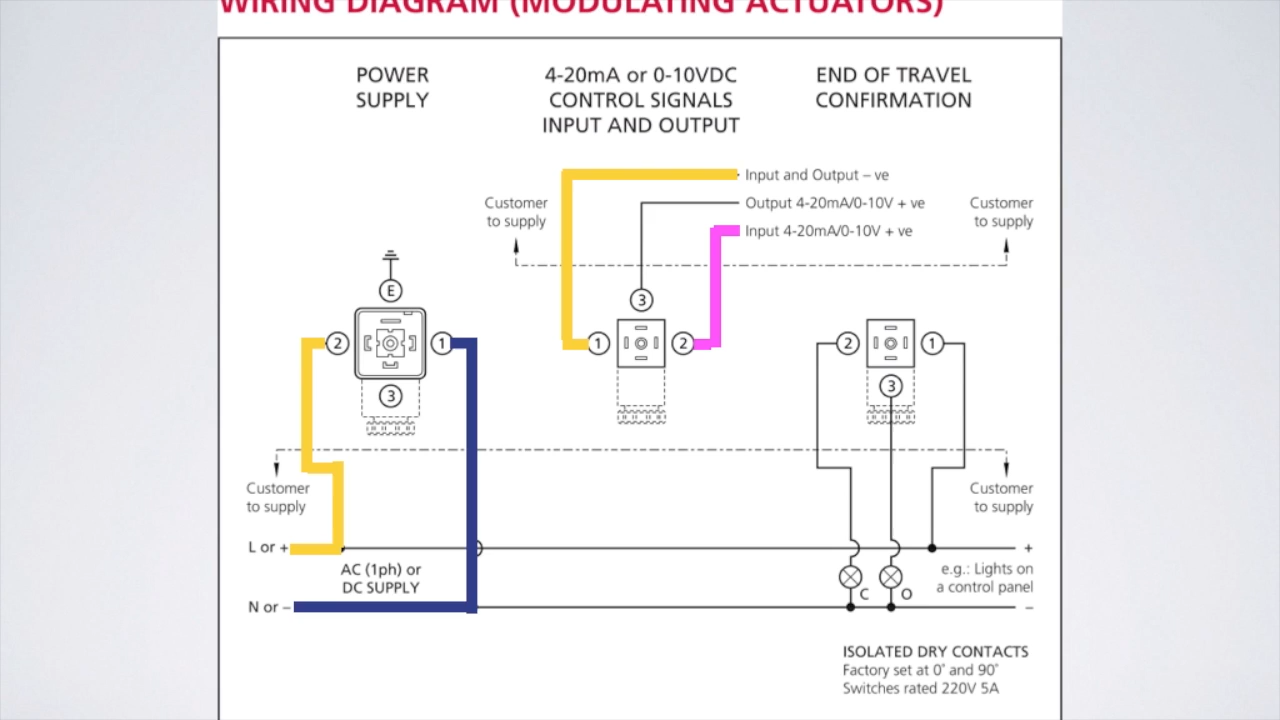 WIRING DIAGRAM (MODULATING ACTUATORS)
POWER
SUPPLY
4-20mA or 0-10VDC
CONTROL SIGNALS
INPUT AND OUTPUT
END OF TRAVEL
CONFIRMATION
Input and Output – ve
Output 4-20mA/0-10V + ve
Input 4-20mA/0-10V + ve
Customer
to supply
Customer
to supply
E
2
1
3
3
1
2
2
1
3
Customer
to supply
Customer
to supply
L or +
+
AC (1ph) or
DC SUPPLY
e.g.: Lights on
a control panel
C
O
N or –
–
ISOLATED DRY CONTACTS
Factory set at 0° and 90°
Switches rated 220V 5A